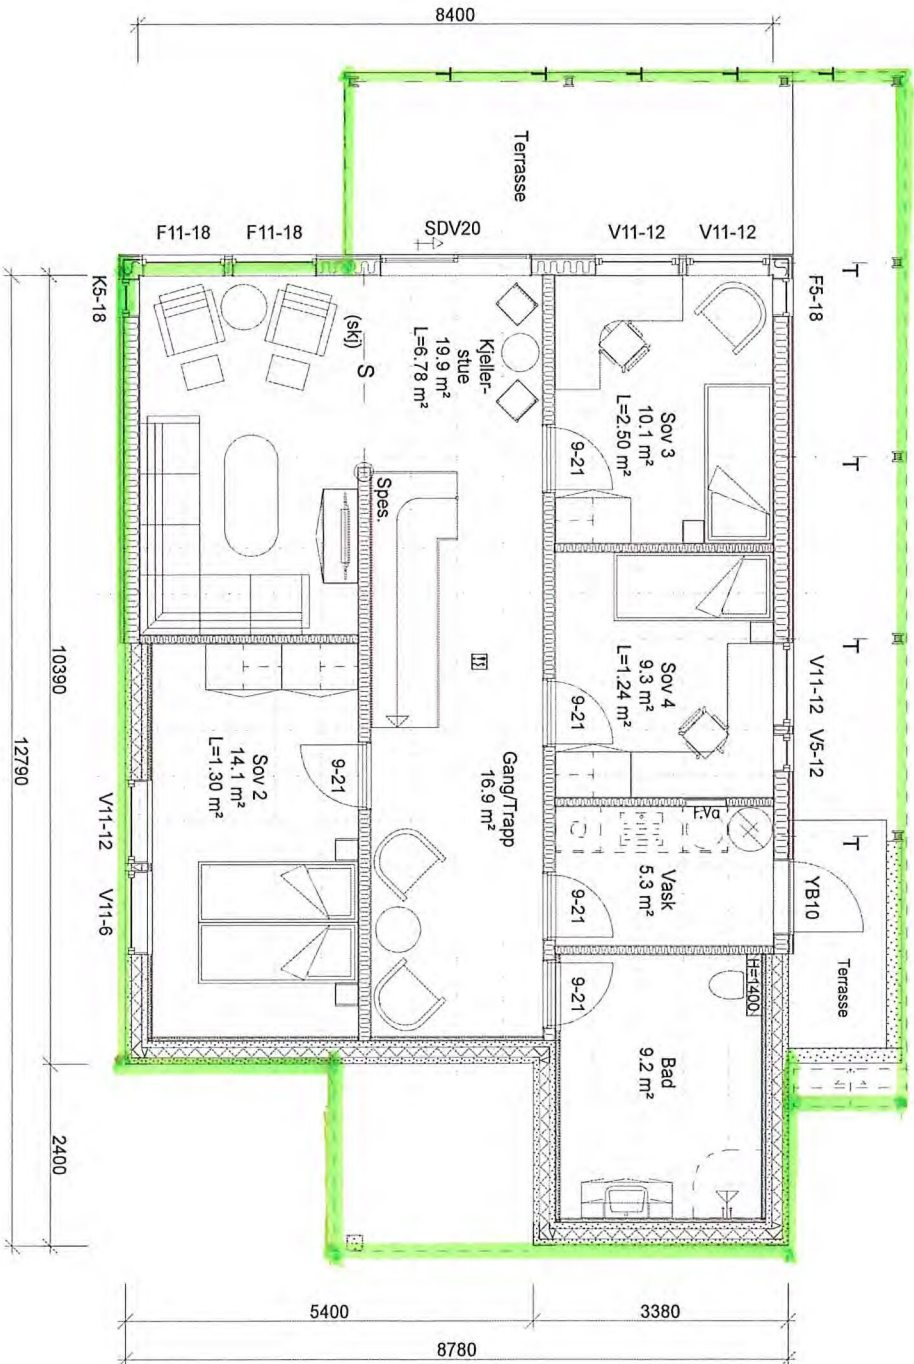 8400
Terrasse
F11-18
F11-18
SDV20
V11-12
V11-12
K5-18
F5-18
T
(skj)
S
Kjeller-
stue
19.9 m²
L=6.78 m²
Sov 3
10.1 m²
L=2.50 m²
9-21
T
Spes.
Sov 4
9.3 m²
L=1.24 m²
9-21
T
V11-12
V5-12
10390
12790
Sov 2
14.1 m²
L=1.30 m²
9-21
Gang/Trapp
16.9 m²
V11-12
V11-6
Vask
5.3 m²
9-21
T
YB10
Terrasse
H=1400
9-21
Bad
9.2 m²
2400
5400
3380
8780